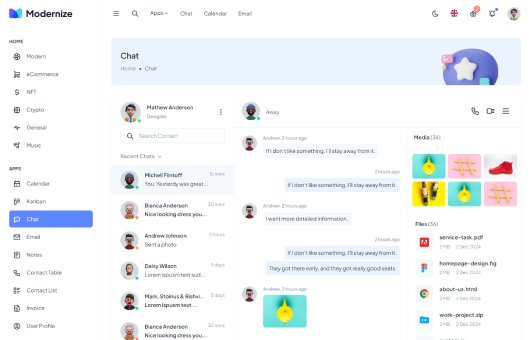 Modernize
Apps
Chat
Calendar
Email
HOME
Modern
eCommerce
NFT
Crypto
General
Music
APPS
Calendar
Kanban
Chat
Email
Notes
Contact Table
Contact List
Invoice
User Profile
Chat
Home • Chat
Mathew Anderson
Designer
Search Contact
Recent Chats
Michell Flintoff
15 mins
You: Yesterdy was great...
Bianca Anderson
30 mins
Nice looking dress you...
Andrew Johnson
2 hours
Sent a photo
Daisy Wilson
5 days
Lorem ispusm text sud...
Mark, Stoinus & Rishvi..
5 days
Lorem ispusm text ...
Bianca Anderson
30 mins
Nice looking dress you...
Away
Andrew, 2 hours ago
If I don't like something, I'll stay away from it.
2 hours ago
If I don't like something, I'll stay away from it.
Andrew, 2 hours ago
I want more detailed information.
2 hours ago
If I don't like something, I'll stay away from it.
They got there early, and they got really good seats.
Andrew, 2 hours ago
Media (36)
Files (36)
service-task.pdf
2 MB 2 Dec 2024
homepage-design.fig
2 MB 2 Dec 2024
about-us.html
2 MB 2 Dec 2024
work-project.zip
2 MB 2 Dec 2024